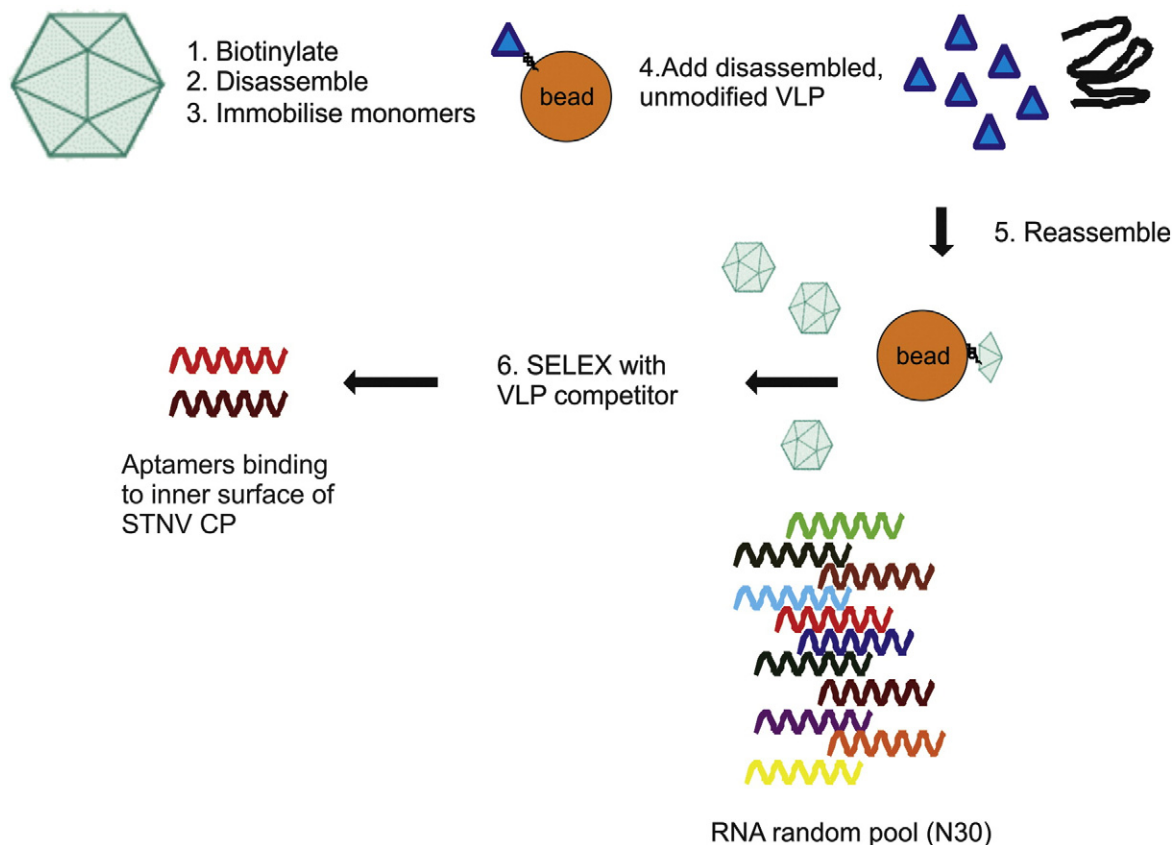 1. Biotinylate
2. Disassemble
3. Immobilise monomers
bead
4.Add disassembled,
unmodified VLP
5. Reassemble
bead
6. SELEX with
VLP competitor
Aptamers binding
to inner surface of
STNV CP
RNA random pool (N30)